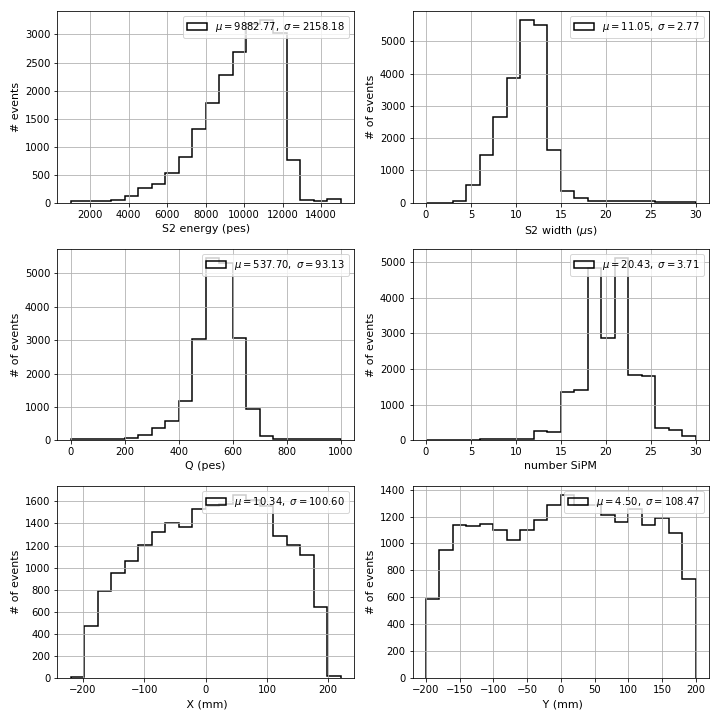 μ = 9882.77, σ = 2158.18
# events
3000
2500
2000
1500
1000
500
0
2000 4000 6000 8000 10000 12000 14000
S2 energy (pes)
μ = 11.05, σ = 2.77
# of events
5000
4000
3000
2000
1000
0
0 5 10 15 20 25 30
S2 width (μs)
μ = 537.70, σ = 93.13
# of events
5000
4000
3000
2000
1000
0
0 200 400 600 800 1000
Q (pes)
μ = 20.43, σ = 3.71
# of events
5000
4000
3000
2000
1000
0
0 5 10 15 20 25 30
number SiPM
μ = 10.34, σ = 100.60
# of events
1600
1400
1200
1000
800
600
400
200
0
−200 −100 0 100 200
X (mm)
μ = 4.50, σ = 108.47
# of events
1400
1200
1000
800
600
400
200
0
−200 −150 −100 −50 0 50 100 150 200
Y (mm)